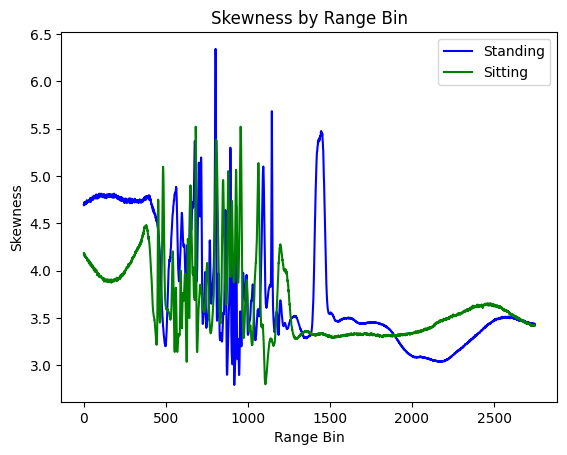 Skewness by Range Bin
Standing
Sitting
Skewness
6.5
6.0
5.5
5.0
4.5
4.0
3.5
3.0
0 500 1000 1500 2000 2500
Range Bin